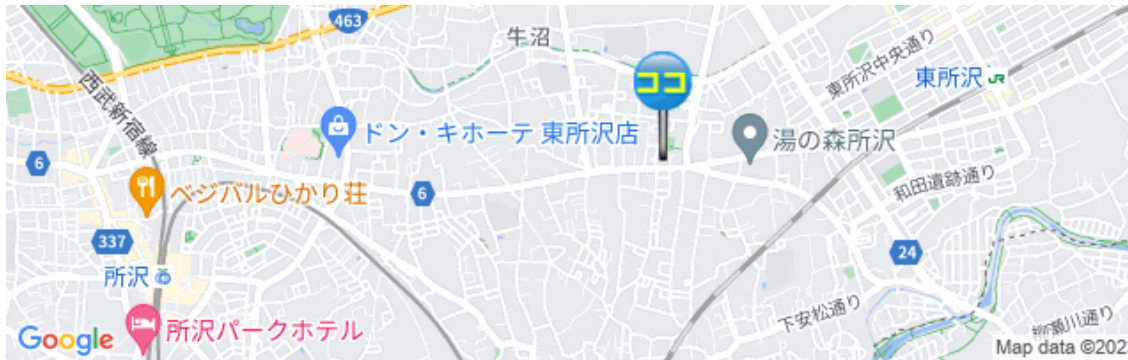 463
牛沼
東所沢中央通り
東所沢 JR
ココ
西武新宿線
ドン・キホーテ 東所沢店
湯の森所沢
6
ベジバルひかり荘
6
和田遺跡通り
337
24
所沢
下安松通り
所沢パークホテル
柳瀬川通り
Google
Map data ©202